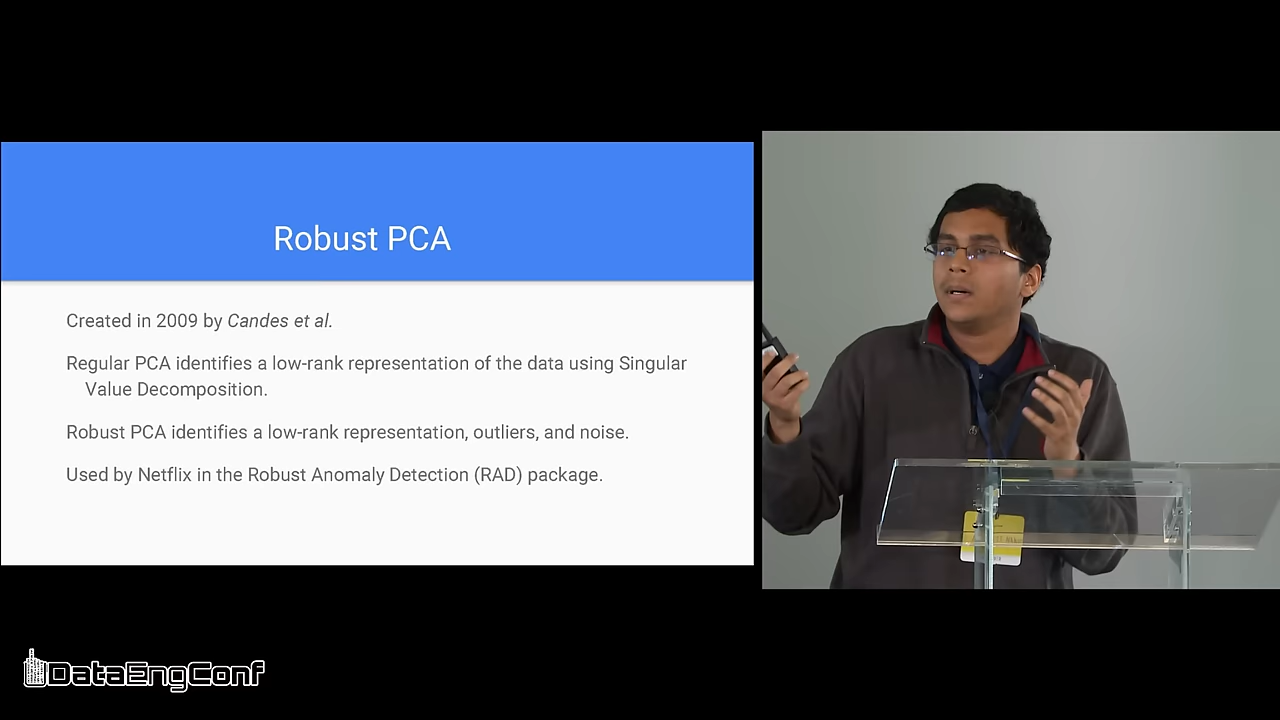 Robust PCA
Created in 2009 by Candes et al.
Regular PCA identifies a low-rank representation of the data using Singular
Value Decomposition.
Robust PCA identifies a low-rank representation, outliers, and noise.
Used by Netflix in the Robust Anomaly Detection (RAD) package.
DataEngConf